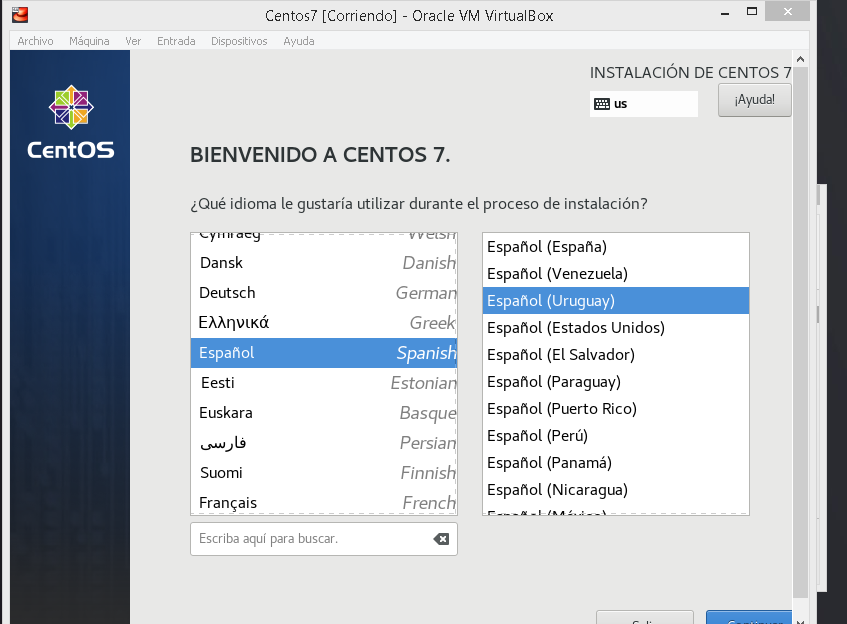 Centos7 [Corriendo] - Oracle VM VirtualBox
Archivo Máquina Ver Entrada Dispositivos Ayuda
INSTALACIÓN DE CENTOS 7
us
¡Ayuda!
CentOS
BIENVENIDO A CENTOS 7.
¿Qué idioma le gustaría utilizar durante el proceso de instalación?
Cymraeg Welsh
Dansk Danish
Deutsch German
Ελληνικά Greek
Español Spanish
Eesti Estonian
Euskara Basque
فارسی Persian
Suomi Finnish
Français French
Escriba aquí para buscar.
Español (España)
Español (Venezuela)
Español (Uruguay)
Español (Estados Unidos)
Español (El Salvador)
Español (Paraguay)
Español (Puerto Rico)
Español (Perú)
Español (Panamá)
Español (Nicaragua)
Español (México)
Salir
Continuar